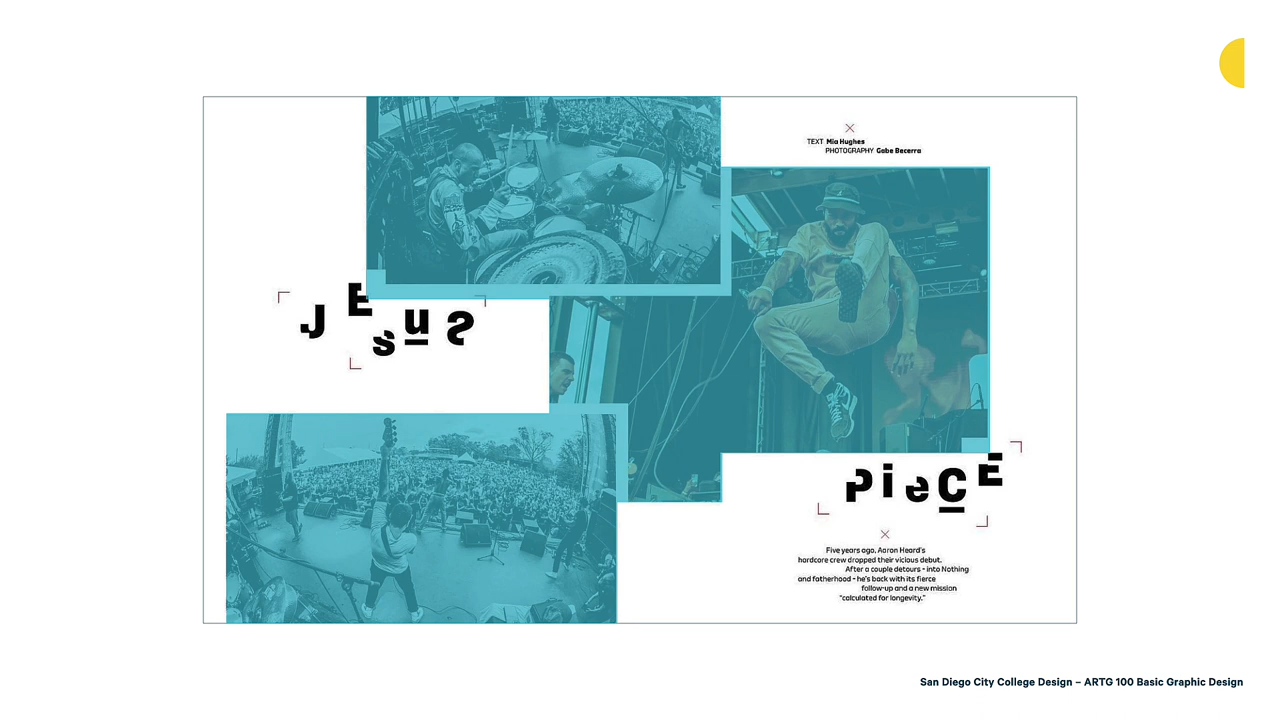 TEXT Mia Hughes
PHOTOGRAPHY Gabe Becerra
JEsuS
PieCE
Five years ago, Aaron Heard's
hardcore crew dropped their vicious debut.
After a couple detours - into Nothing
and fatherhood - he's back with its fierce
follow-up and a new mission
"calculated for longevity."
San Diego City College Design – ARTG 100 Basic Graphic Design